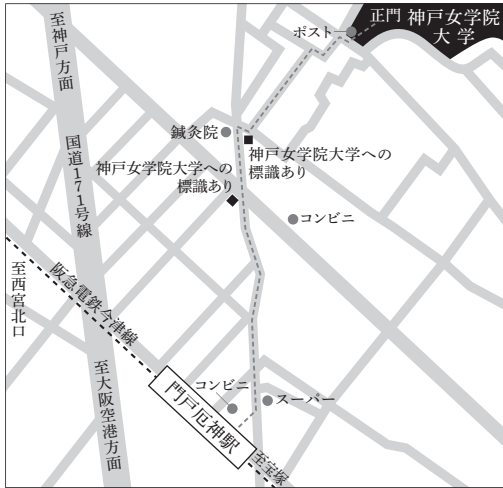 正門
神戸女学院
大学
ポスト
至神戸方面
国道171号線
鍼灸院
神戸女学院大学への
標識あり
神戸女学院大学への
標識あり
コンビニ
至西宮北口
阪急電鉄今津線
至大阪空港方面
コンビニ
スーパー
門戸厄神駅
至宝塚